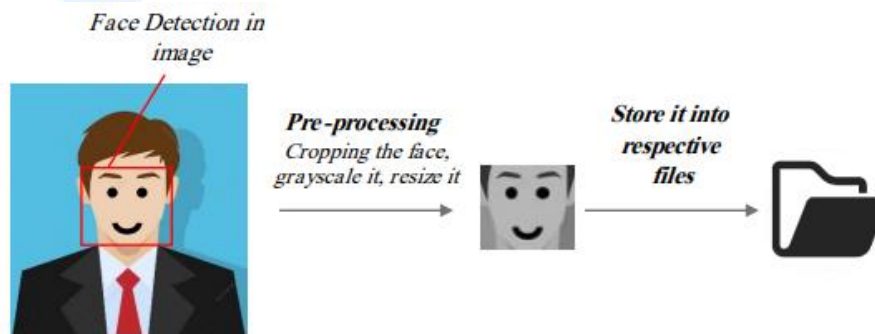 Face Detection in
image
Pre-processing
Cropping the face,
grayscale it, resize it
Store it into
respective
files